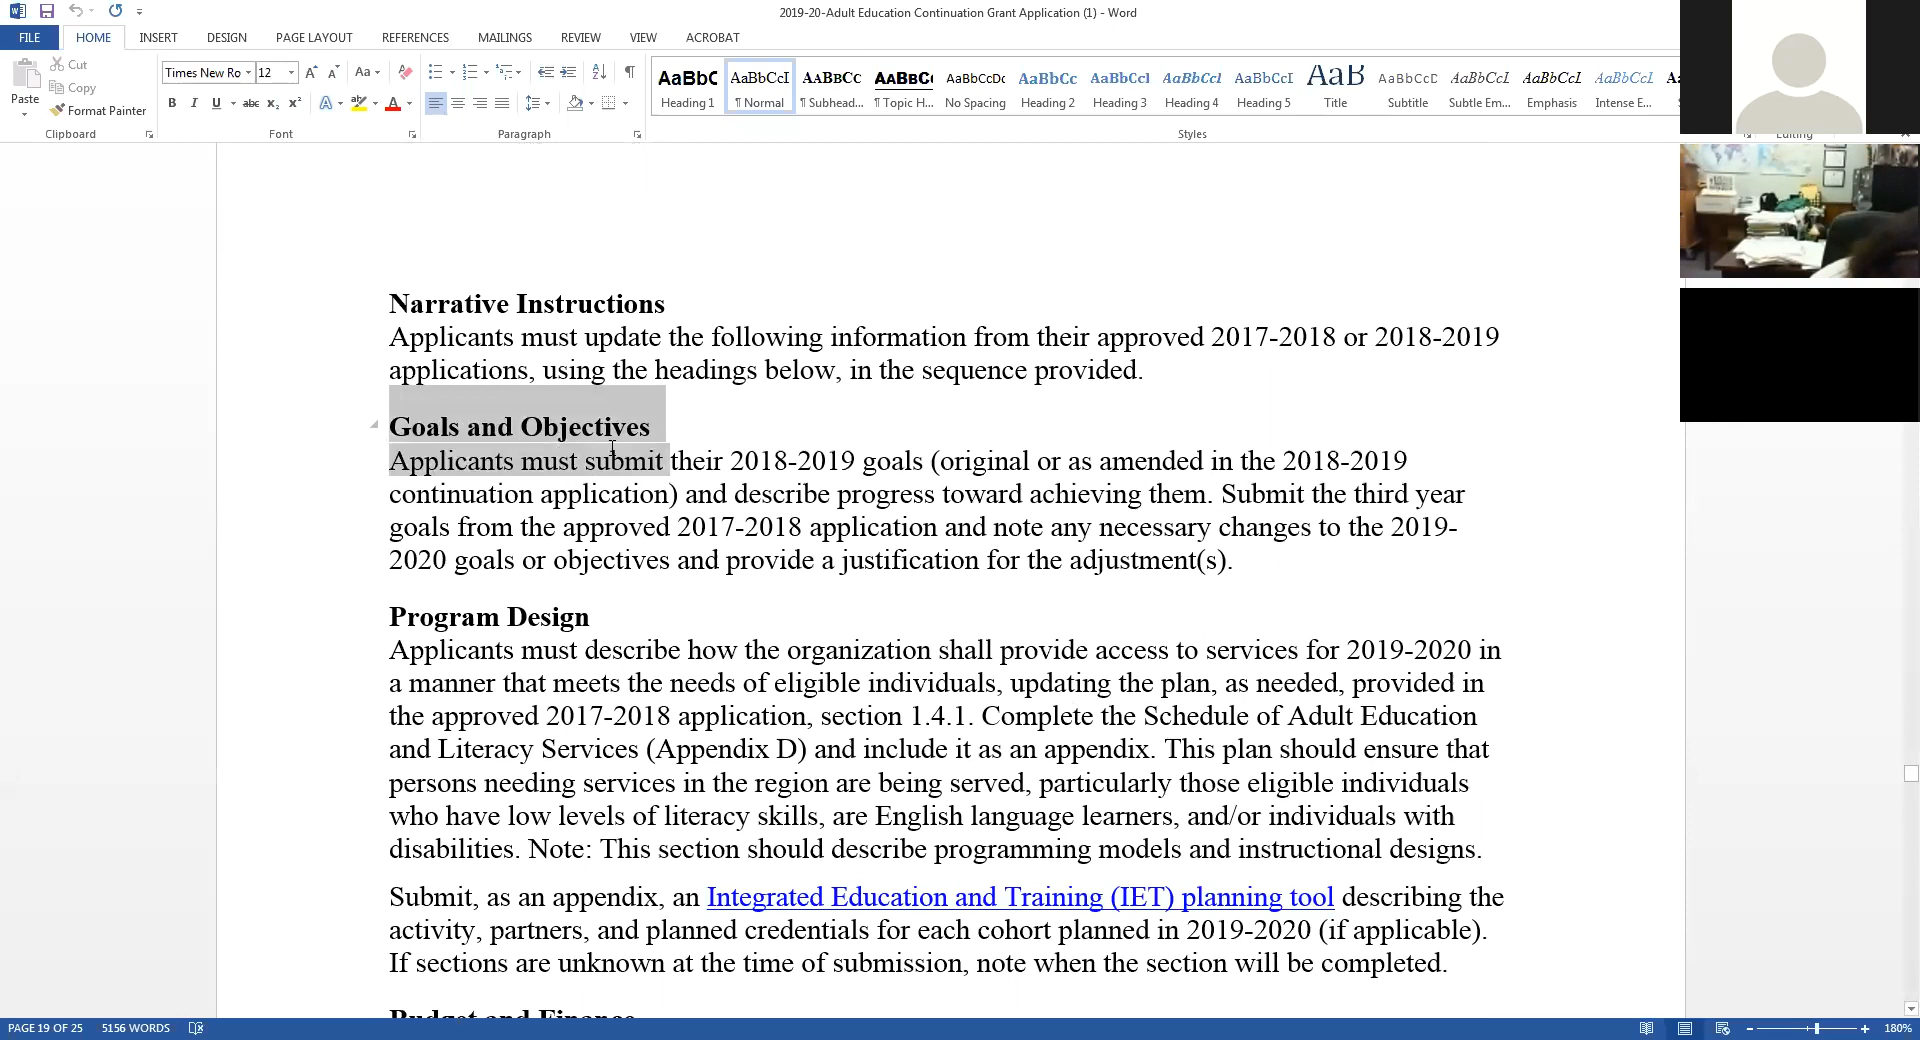 2019-20-Adult Education Continuation Grant Application (1) - Word
FILE HOME INSERT DESIGN PAGE LAYOUT REFERENCES MAILINGS REVIEW VIEW ACROBAT
Paste
Cut
Copy
Format Painter
Clipboard
Times New Ro 12
Font
Paragraph
AaBbC AaBbCcI AABBCC AaBbC AaBbCcDc AaBbCc AaBbCcI AaBbCcI AaBbCcI AaB AaBbCcD AaBbCcL AaBbCcI AaBbCcL
Heading 1 ¶ Normal ¶ Subhead... ¶ Topic H... No Spacing Heading 2 Heading 3 Heading 4 Heading 5 Title Subtitle Subtle Em... Emphasis Intense E...
Styles
Editing
Narrative Instructions
Applicants must update the following information from their approved 2017-2018 or 2018-2019
applications, using the headings below, in the sequence provided.
Goals and Objectives
Applicants must submit their 2018-2019 goals (original or as amended in the 2018-2019
continuation application) and describe progress toward achieving them. Submit the third year
goals from the approved 2017-2018 application and note any necessary changes to the 2019-
2020 goals or objectives and provide a justification for the adjustment(s).
Program Design
Applicants must describe how the organization shall provide access to services for 2019-2020 in
a manner that meets the needs of eligible individuals, updating the plan, as needed, provided in
the approved 2017-2018 application, section 1.4.1. Complete the Schedule of Adult Education
and Literacy Services (Appendix D) and include it as an appendix. This plan should ensure that
persons needing services in the region are being served, particularly those eligible individuals
who have low levels of literacy skills, are English language learners, and/or individuals with
disabilities. Note: This section should describe programming models and instructional designs.
Submit, as an appendix, an Integrated Education and Training (IET) planning tool describing the
activity, partners, and planned credentials for each cohort planned in 2019-2020 (if applicable).
If sections are unknown at the time of submission, note when the section will be completed.
Budget and Finance
PAGE 19 OF 25 5156 WORDS 180%